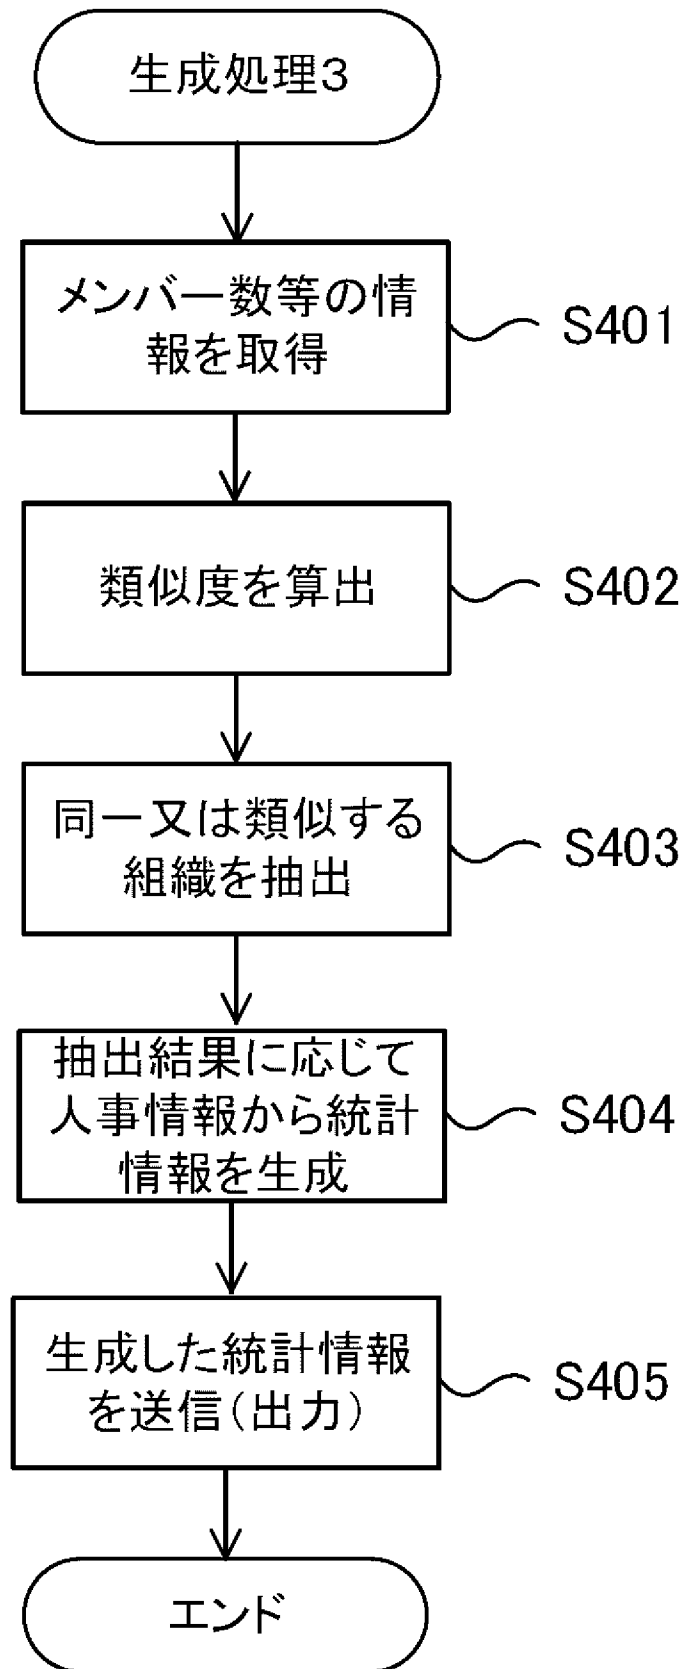 生成処理3
メンバー数等の情
報を取得
S401
類似度を算出
S402
同一又は類似する
組織を抽出
S403
抽出結果に応じて
人事情報から統計
情報を生成
S404
生成した統計情報
を送信(出力)
S405
エンド